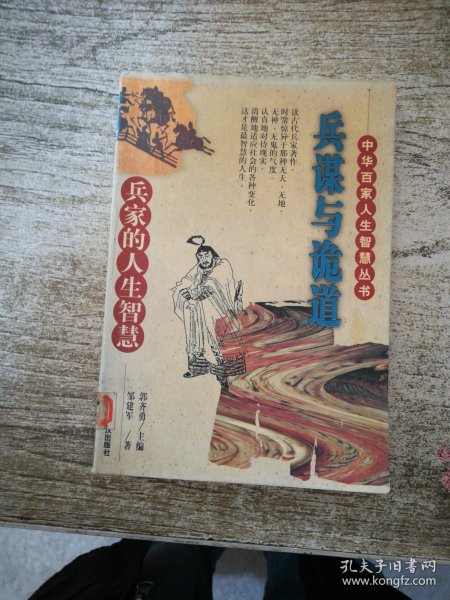 中华百家人生智慧丛书
兵谋与诡道
读古代兵家著作，
时常惊异于那种无天、无地、
无神、无鬼的气度。
认真地对待现实，
清醒地适应社会的各种变化，
这才是最智慧的人生。
兵家的人生智慧
郭齐勇／主编
邹建军／著
出版社
孔夫子旧书网
www.kongfz.com